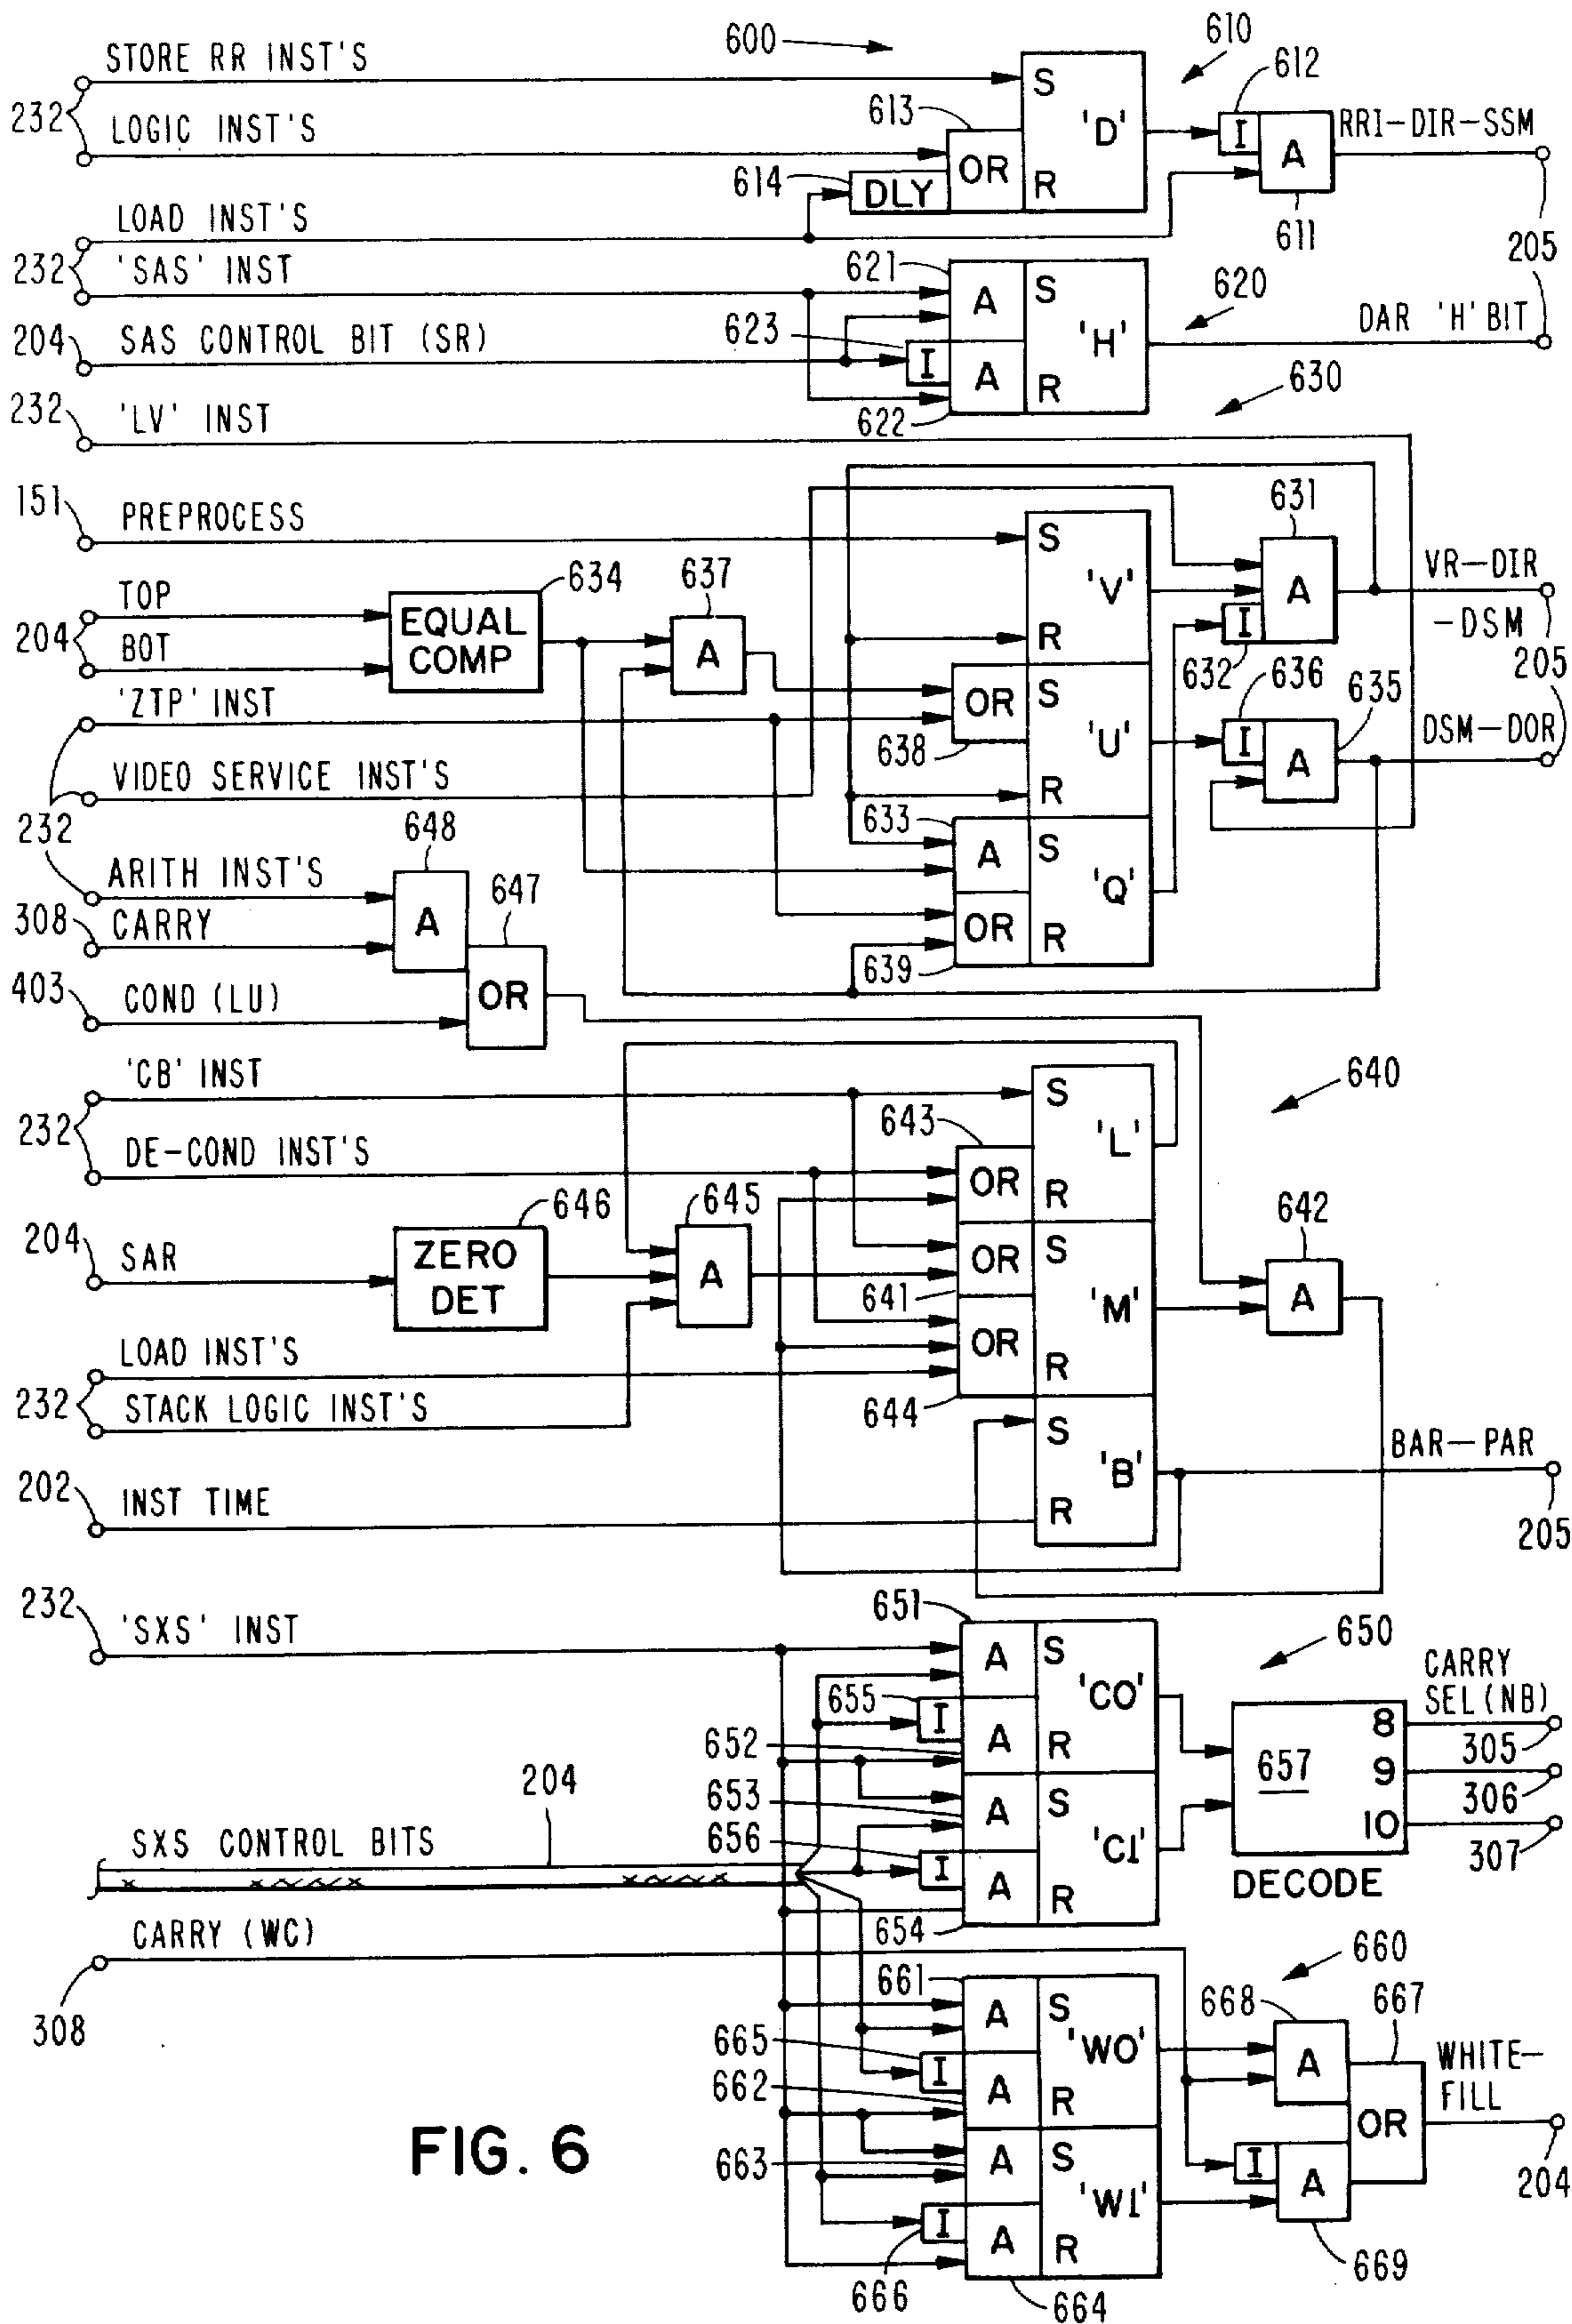 600
610
STORE RR INST'S
S
612
232
613
'D'
I
RRI-DIR-SSM
LOGIC INST'S
A
OR
614
DLY
R
LOAD INST'S
611
205
232
'SAS' INST
621
A
S
620
204
SAS CONTROL BIT (SR)
623
'H'
DAR 'H' BIT
I
A
R
622
630
232
'LV' INST
151
PREPROCESS
631
S
'V'
A
VR-DIR
-DSM
I
TOP
634
637
204
EQUAL
COMP
A
R
BOT
632
636
635
205
'ZTP' INST
OR
S
'U'
I
A
DSM-DOR
638
VIDEO SERVICE INST'S
R
232
648
633
A
S
ARITH INST'S
647
'Q'
308
CARRY
A
OR
R
639
403
COND (LU)
OR
'CB' INST
S
640
232
643
'L'
DE-COND INST'S
OR
R
646
645
642
204
SAR
ZERO
DET
A
OR
S
641
'M'
A
LOAD INST'S
OR
R
232
STACK LOGIC INST'S
644
S
'B'
BAR-PAR
202
INST TIME
R
205
232
'SXS' INST
651
A
S
650
655
'C0'
CARRY
SEL (NB)
I
A
R
8
305
652
204
657
9
306
653
A
S
10
307
SXS CONTROL BITS
656
'C1'
I
A
R
DECODE
654
CARRY (WC)
308
661
A
S
660
668
667
665
'W0'
A
WHITE-
FILL
I
A
R
662
OR
FIG. 6
663
A
S
I
'W1'
A
204
I
A
R
666
664
669